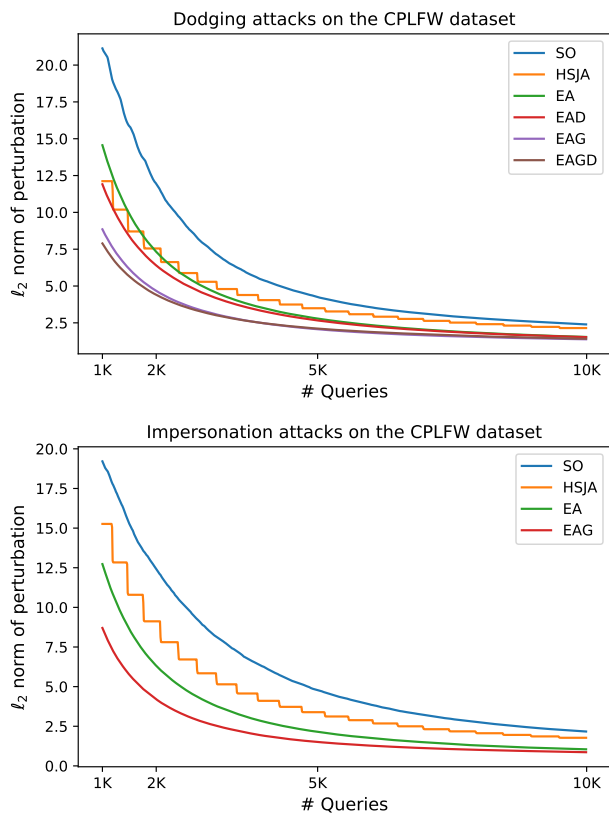 Dodging attacks on the CPLFW dataset
ℓ2 norm of perturbation
20.0
17.5
15.0
12.5
10.0
7.5
5.0
2.5
SO
HSJA
EA
EAD
EAG
EAGD
1K 2K 5K 10K
# Queries
Impersonation attacks on the CPLFW dataset
ℓ2 norm of perturbation
20.0
17.5
15.0
12.5
10.0
7.5
5.0
2.5
0.0
SO
HSJA
EA
EAG
1K 2K 5K 10K
# Queries